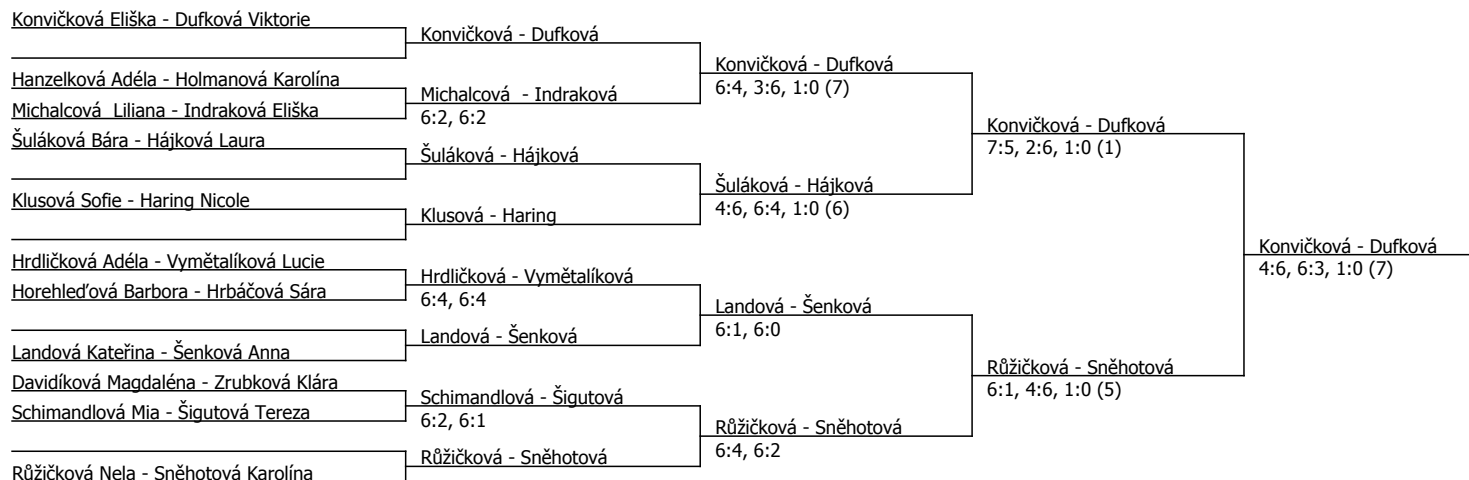 Konvičková Eliška - Dufková Viktorie
Hanzelková Adéla - Holmanová Karolína
Michalcová  Liliana - Indraková Eliška
Šuláková Bára - Hájková Laura
Klusová Sofie - Haring Nicole
Hrdličková Adéla - Vymětalíková Lucie
Horehleďová Barbora - Hrbáčová Sára
Landová Kateřina - Šenková Anna
Davidíková Magdaléna - Zrubková Klára
Schimandlová Mia - Šigutová Tereza
Růžičková Nela - Sněhotová Karolína
Konvičková - Dufková
Michalcová  - Indraková
6:2, 6:2
Šuláková - Hájková
Klusová - Haring
Hrdličková - Vymětalíková
6:4, 6:4
Landová - Šenková
Schimandlová - Šigutová
6:2, 6:1
Růžičková - Sněhotová
Konvičková - Dufková
6:4, 3:6, 1:0 (7)
Šuláková - Hájková
4:6, 6:4, 1:0 (6)
Landová - Šenková
6:1, 6:0
Růžičková - Sněhotová
6:4, 6:2
Konvičková - Dufková
7:5, 2:6, 1:0 (1)
Růžičková - Sněhotová
6:1, 4:6, 1:0 (5)
Konvičková - Dufková
4:6, 6:3, 1:0 (7)